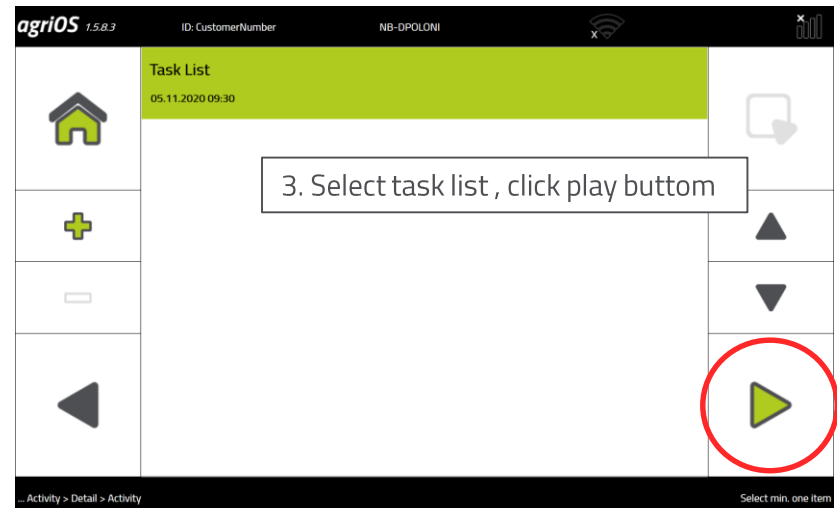 agriOS 1.5.8.3 ID: CustomerNumber NB-DPOLONI x x
Task List
05.11.2020 09:30
3. Select task list , click play buttom
... Activity > Detail > Activity Select min. one item